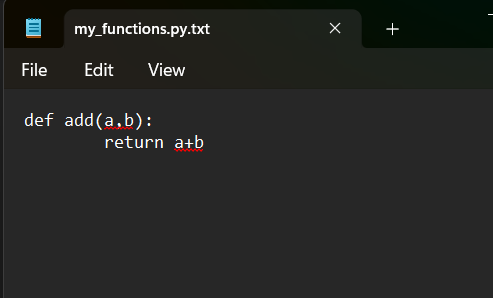 my_functions.py.txt
File Edit View
def add(a,b):
        return a+b